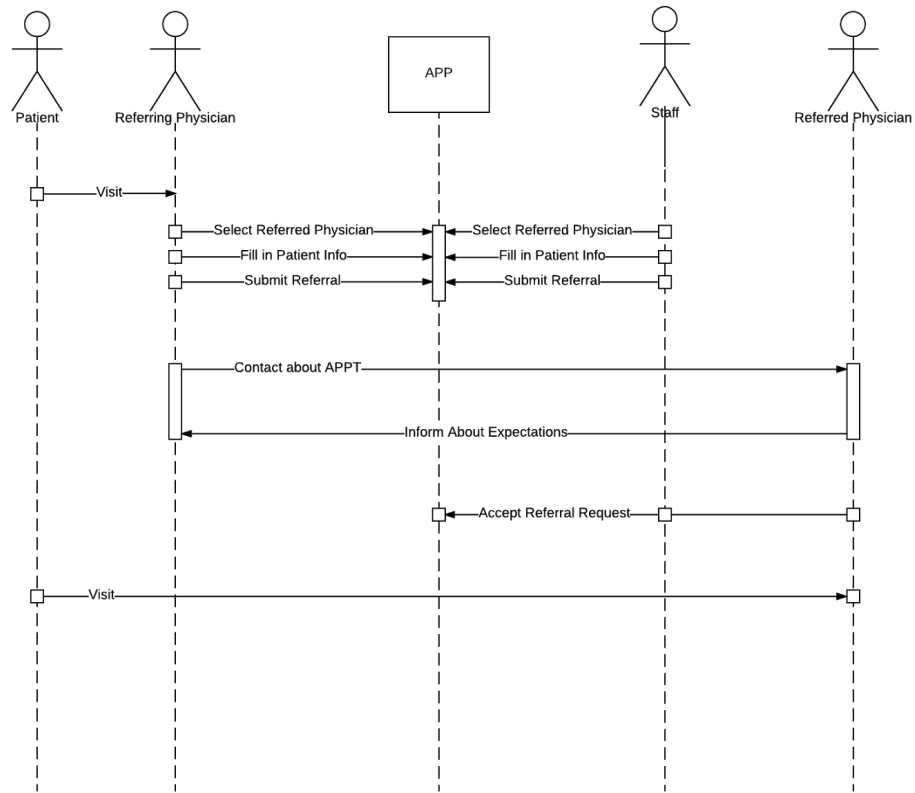 APP
Patient
Referring Physician
Staff
Referred Physician
Visit
Select Referred Physician
Select Referred Physician
Fill in Patient Info
Fill in Patient Info
Submit Referral
Submit Referral
Contact about APPT
Inform About Expectations
Accept Referral Request
Visit